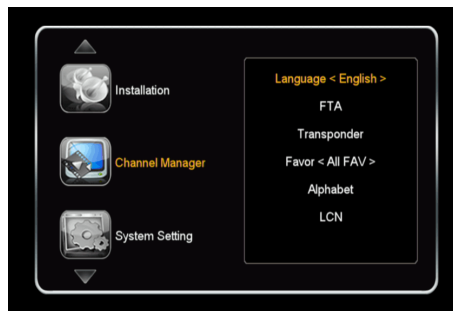 Installation
Channel Manager
System Setting
Language < English >
FTA
Transponder
Favor < All FAV >
Alphabet
LCN